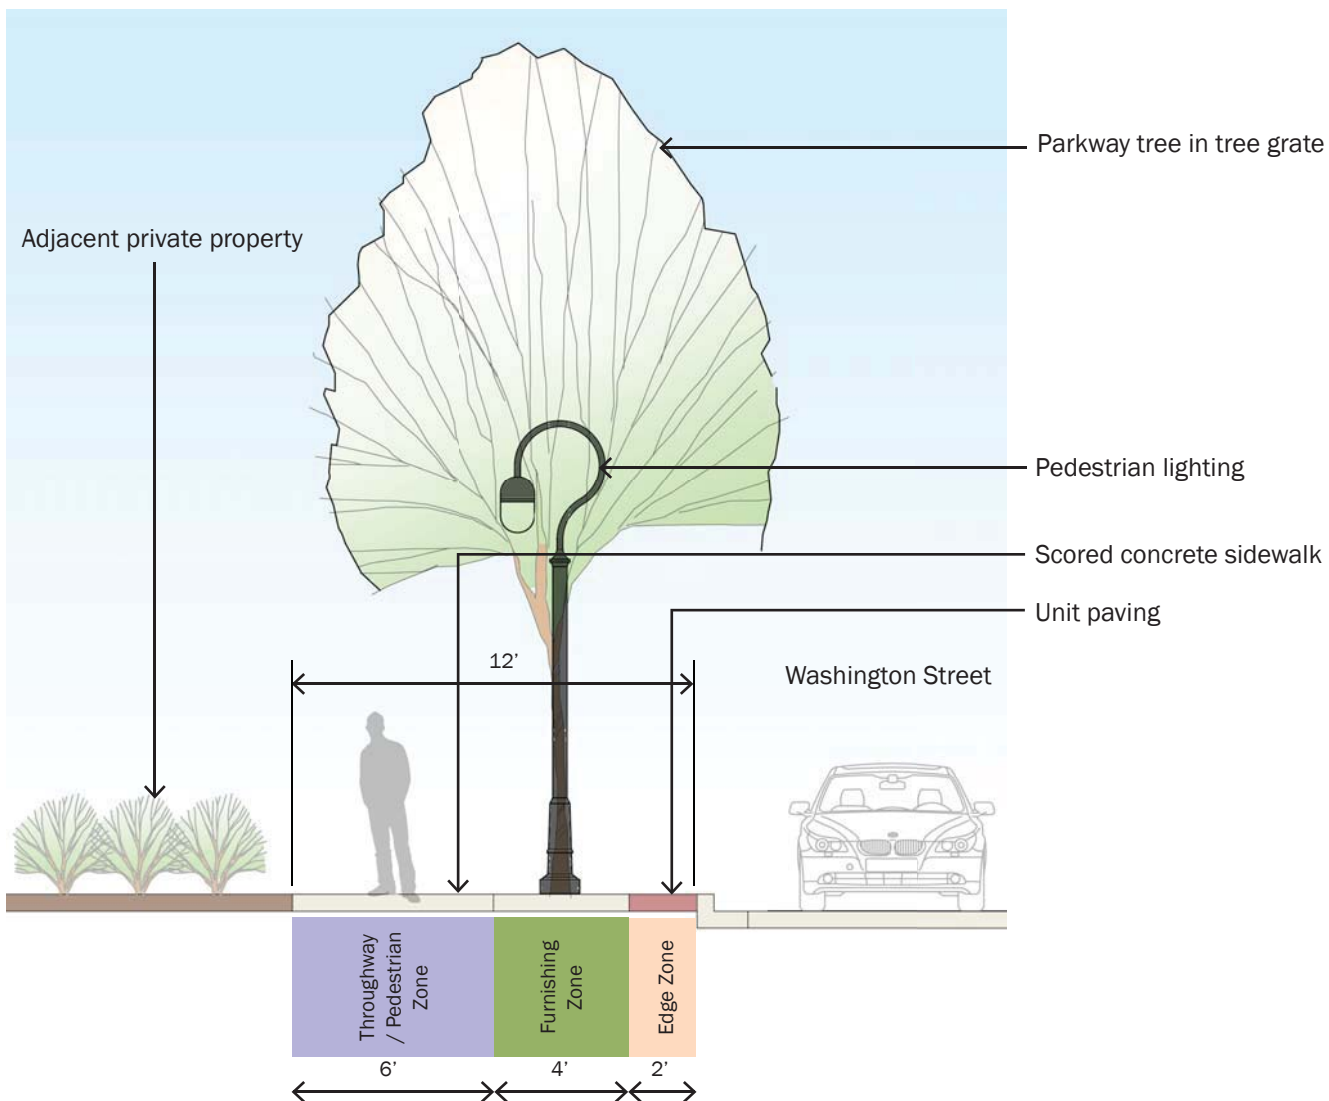 Parkway tree in tree grate
Adjacent private property
Pedestrian lighting
Scored concrete sidewalk
Unit paving
12’
Washington Street
Throughway
/ Pedestrian
Zone
Furnishing
Zone
Edge Zone
6’
4’
2’